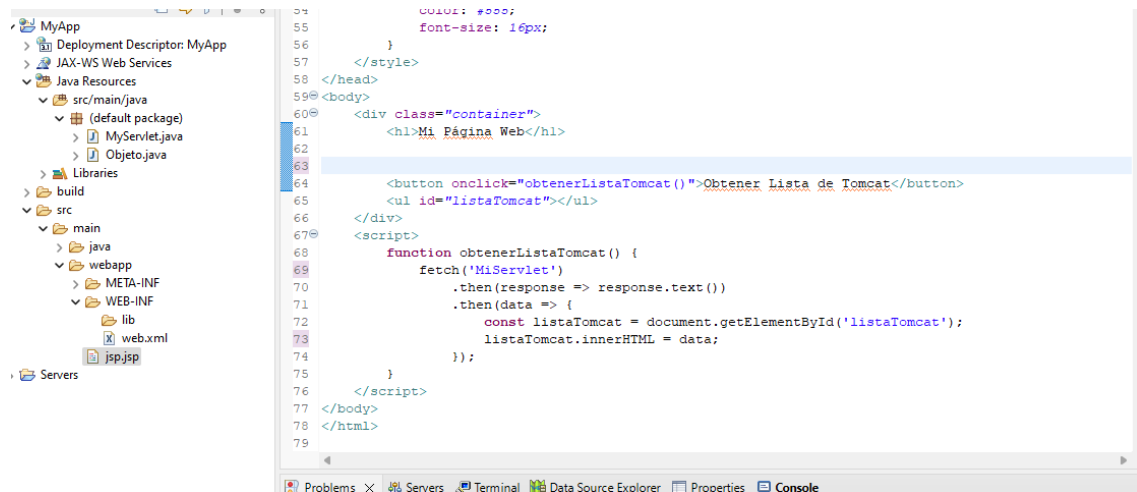 MyApp
Deployment Descriptor: MyApp
JAX-WS Web Services
Java Resources
src/main/java
(default package)
MyServlet.java
Objeto.java
Libraries
build
src
main
java
webapp
META-INF
WEB-INF
lib
web.xml
jsp.jsp
Servers
54 color: #555;
55 font-size: 16px;
56 }
57 </style>
58 </head>
59 <body>
60 <div class="container">
61 <h1>Mi Página Web</h1>
62
63
64 <button onclick="obtenerListaTomcat()">Obtener Lista de Tomcat</button>
65 <ul id="listaTomcat"></ul>
66 </div>
67 <script>
68 function obtenerListaTomcat() {
69 fetch('MiServlet')
70 .then(response => response.text())
71 .then(data => {
72 const listaTomcat = document.getElementById('listaTomcat');
73 listaTomcat.innerHTML = data;
74 });
75 }
76 </script>
77 </body>
78 </html>
79
Problems Servers Terminal Data Source Explorer Properties Console